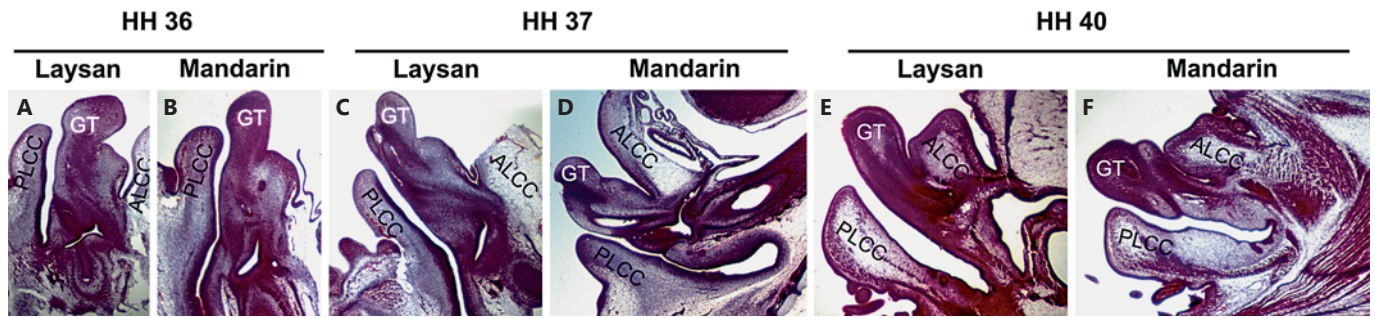 HH 36 HH 37 HH 40
Laysan Mandarin Laysan Mandarin Laysan Mandarin
A GT PLCC ALCC
B GT PLCC
C GT PLCC ALCC
D GT ALCC PLCC
E GT ALCC PLCC
F GT ALCC PLCC